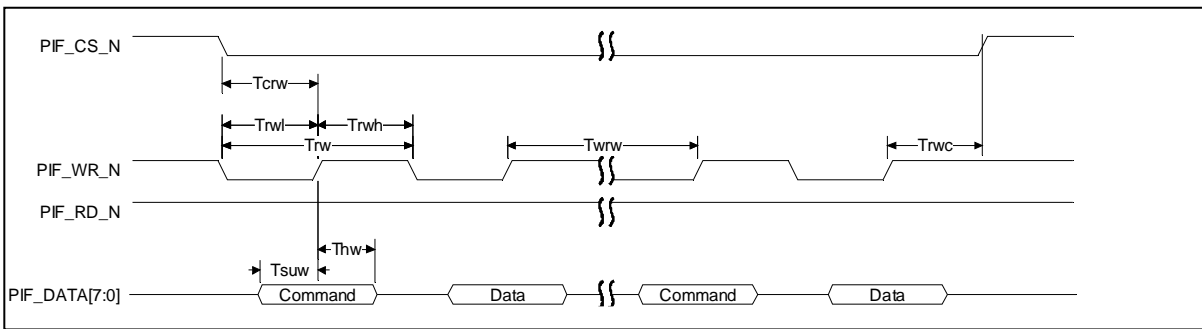 PIF_CS_N
Tcrw
Trwl Trwh
Trw Twrw Trwc
PIF_WR_N
PIF_RD_N
Thw
Tsuw
PIF_DATA[7:0] Command Data Command Data